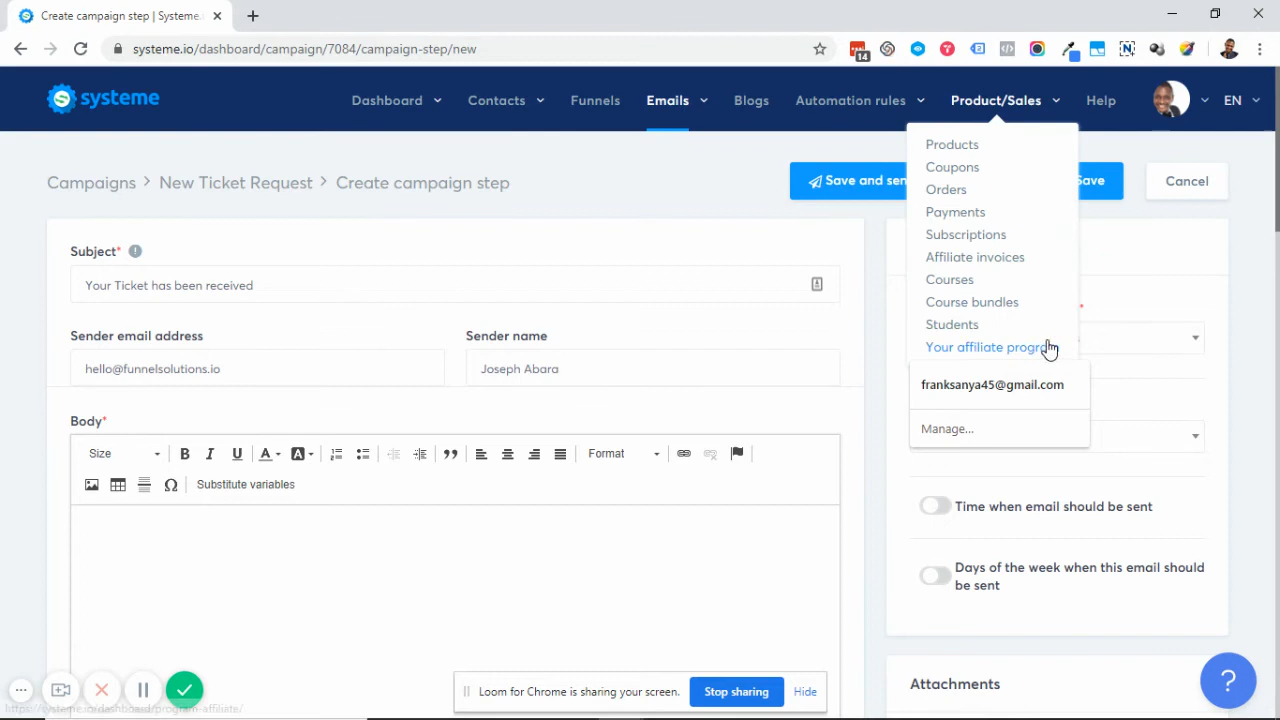 Create campaign step | Systeme.
systeme.io/dashboard/campaign/7084/campaign-step/new
14
systeme
Dashboard
Contacts
Funnels
Emails
Blogs
Automation rules
Product/Sales
Help
EN
Products
Coupons
Orders
Payments
Subscriptions
Affiliate invoices
Courses
Course bundles
Students
Your affiliate
franksanya45@gmail.com
Manage...
Campaigns > New Ticket Request > Create campaign step
Save and
Save
Cancel
Subject*
Your Ticket has been received
Sender email address
Sender name
hello@funnelsolutions.io
Joseph Abara
Body*
Size
B I U A A
Format
Ω
Substitute variables
Time when email should be sent
Days of the week when this email should
be sent
Attachments
Loom for Chrome is sharing your screen.
Stop sharing
Hide
?
https://systeme.io/dashboard/program-affiliate/